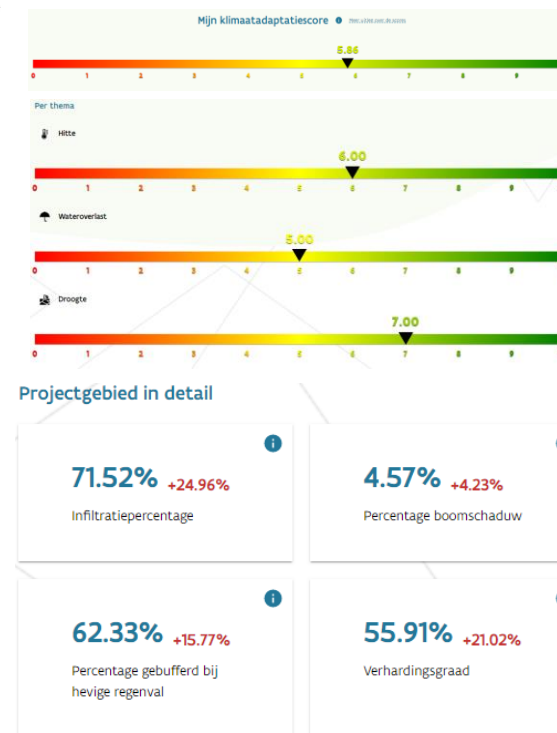 Mijn klimaatadaptatiescore
5.86
0 1 2 3 4 5 6 7 8 9
Per thema
Hitte
6.00
0 1 2 3 4 5 6 7 8 9
Wateroverlast
5.00
0 1 2 3 4 5 6 7 8 9
Droogte
7.00
0 1 2 3 4 5 6 7 8 9
Projectgebied in detail
71.52% +24.96%
Infiltratiepercentage
4.57% +4.23%
Percentage boomschaduw
62.33% +15.77%
Percentage gebufferd bij
hevige regenval
55.91% +21.02%
Verhardingsgraad